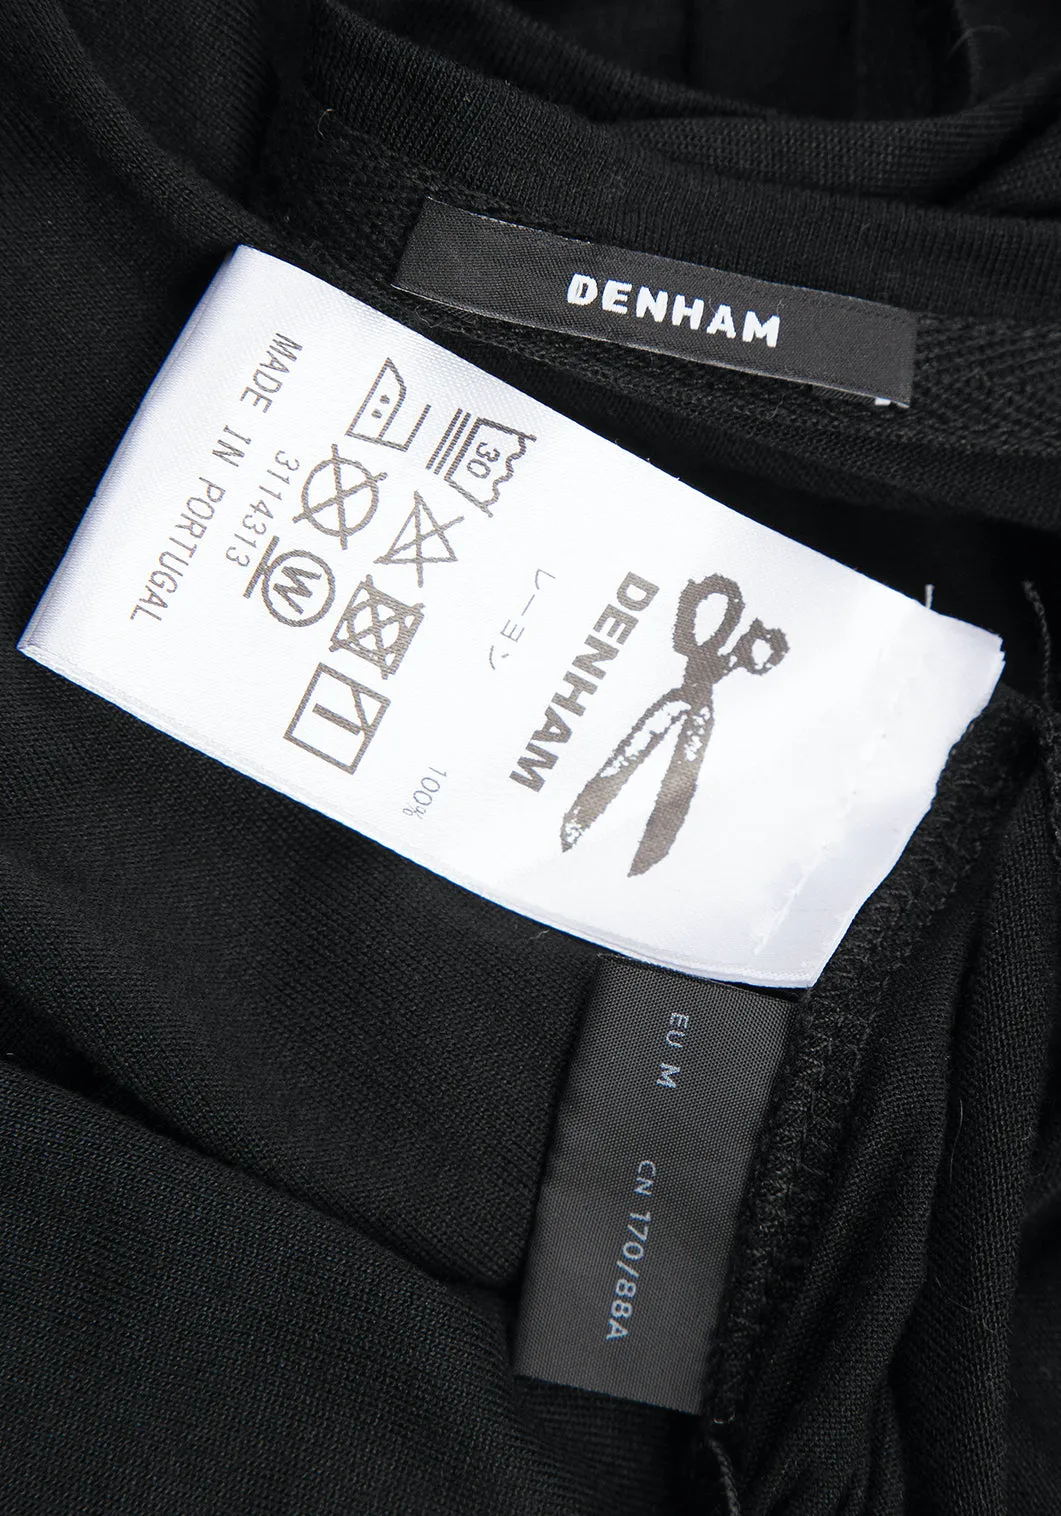 DENHAM
DENHAM
レーヨン 100%
30
W
3114313
MADE IN PORTUGAL
EU M CN 170/88A